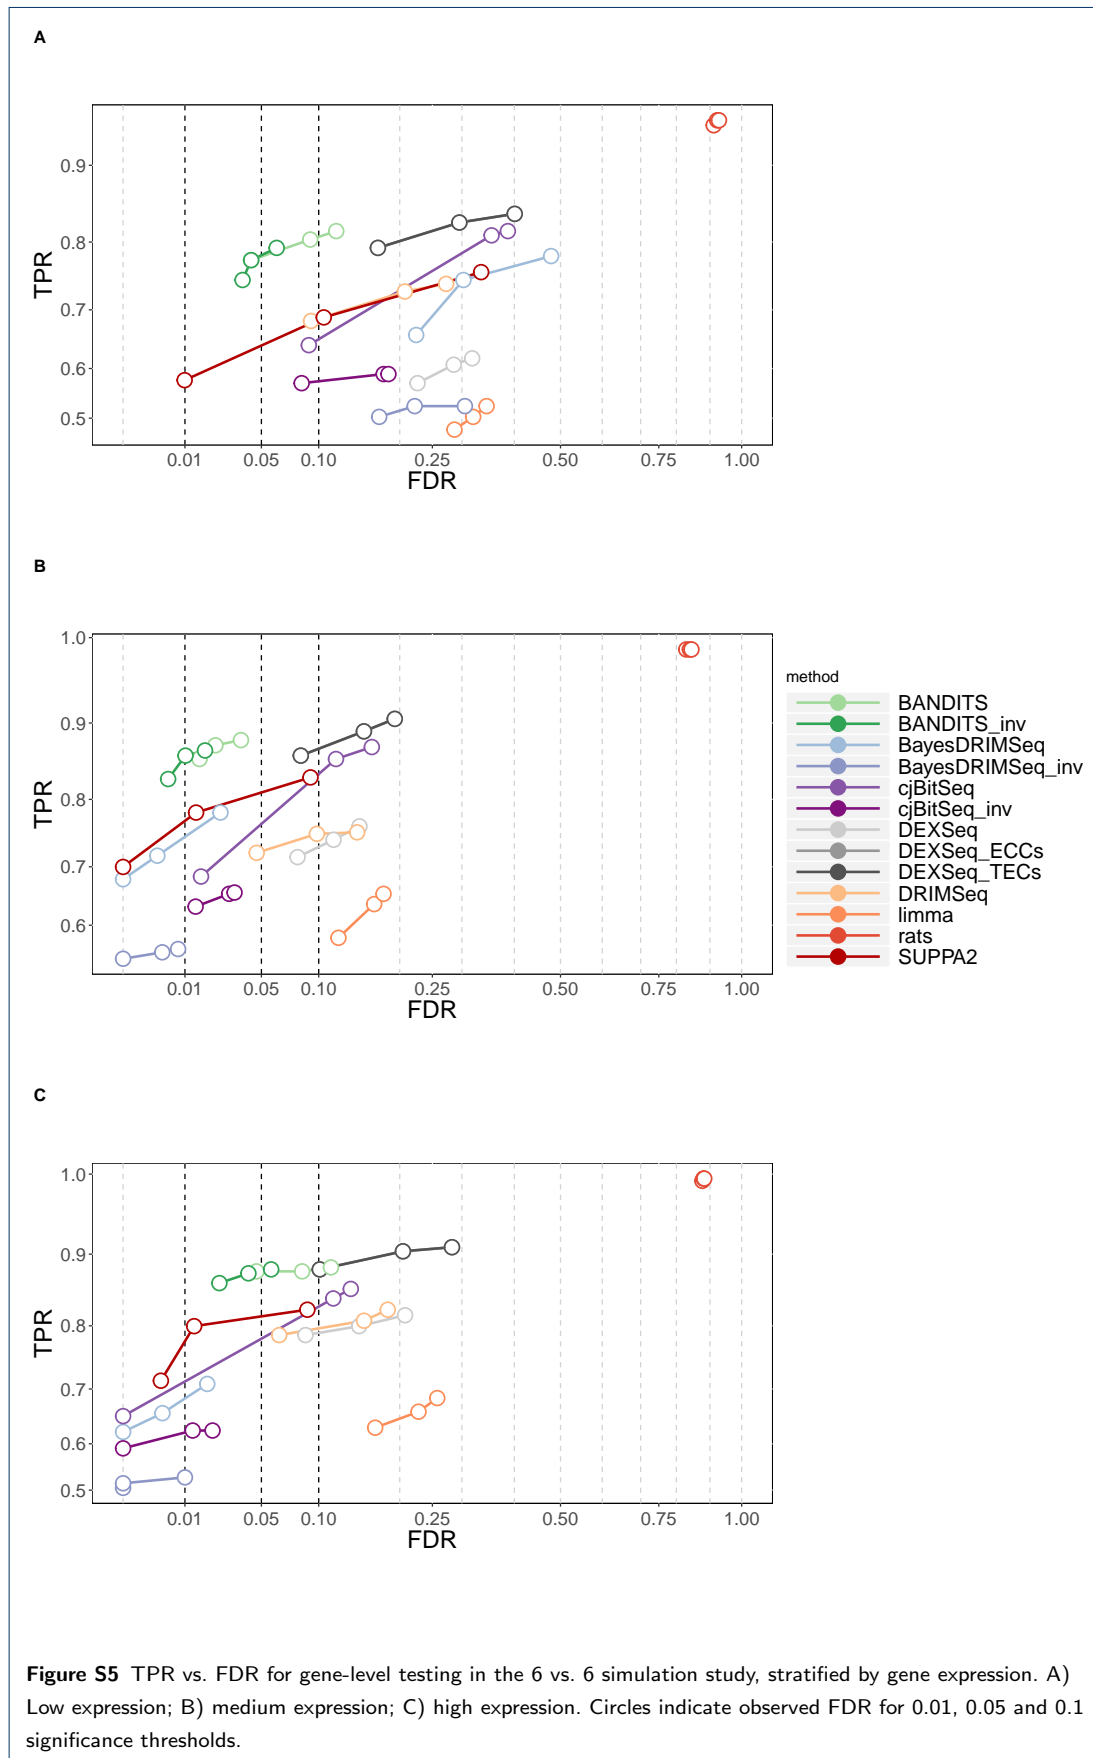 A
TPR
0.9
0.8
0.7
0.6
0.5
0.01 0.05 0.10 0.25 0.50 0.75 1.00
FDR
B
TPR
1.0
0.9
0.8
0.7
0.6
0.01 0.05 0.10 0.25 0.50 0.75 1.00
FDR
method
BANDITS
BANDITS_inv
BayesDRIMSeq
BayesDRIMSeq_inv
cjBitSeq
cjBitSeq_inv
DEXSeq
DEXSeq_ECCs
DEXSeq_TECs
DRIMSeq
limma
rats
SUPPA2
C
TPR
1.0
0.9
0.8
0.7
0.6
0.5
0.01 0.05 0.10 0.25 0.50 0.75 1.00
FDR
Figure S5 TPR vs. FDR for gene-level testing in the 6 vs. 6 simulation study, stratified by gene expression. A)
Low expression; B) medium expression; C) high expression. Circles indicate observed FDR for 0.01, 0.05 and 0.1
significance thresholds.